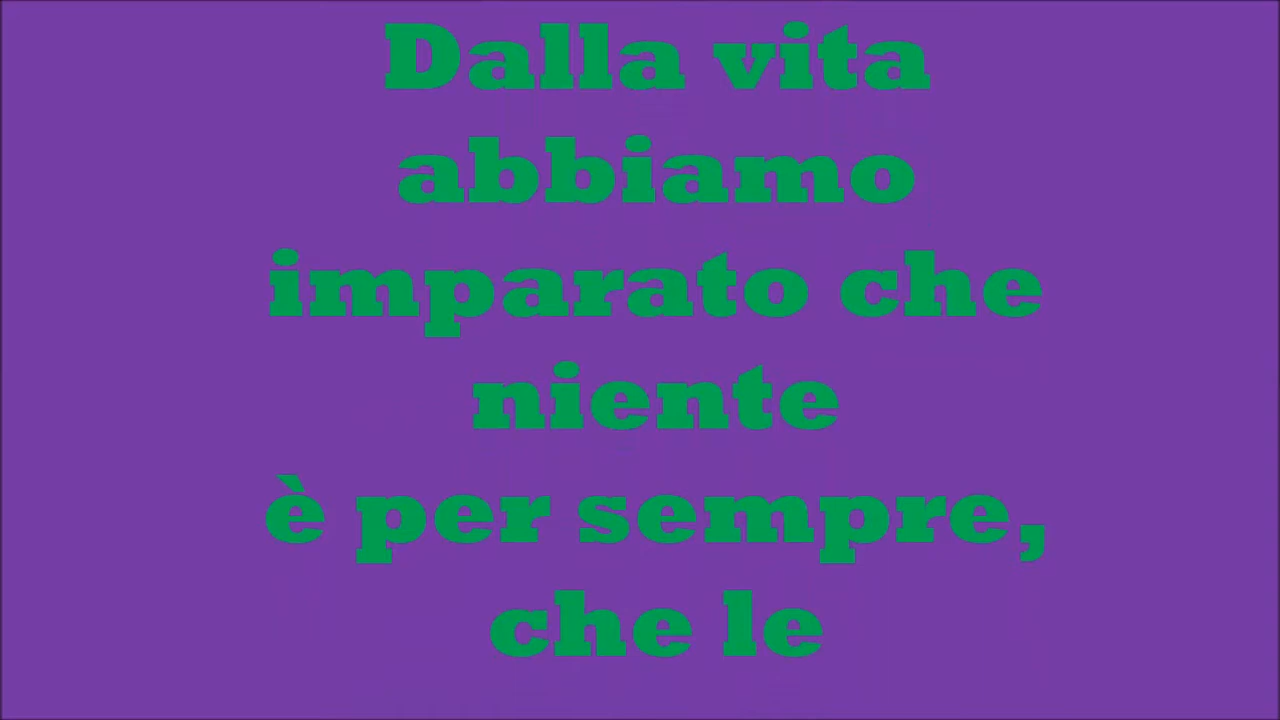 Dalla vita
abbiamo
imparato che
niente
è per sempre,
che le